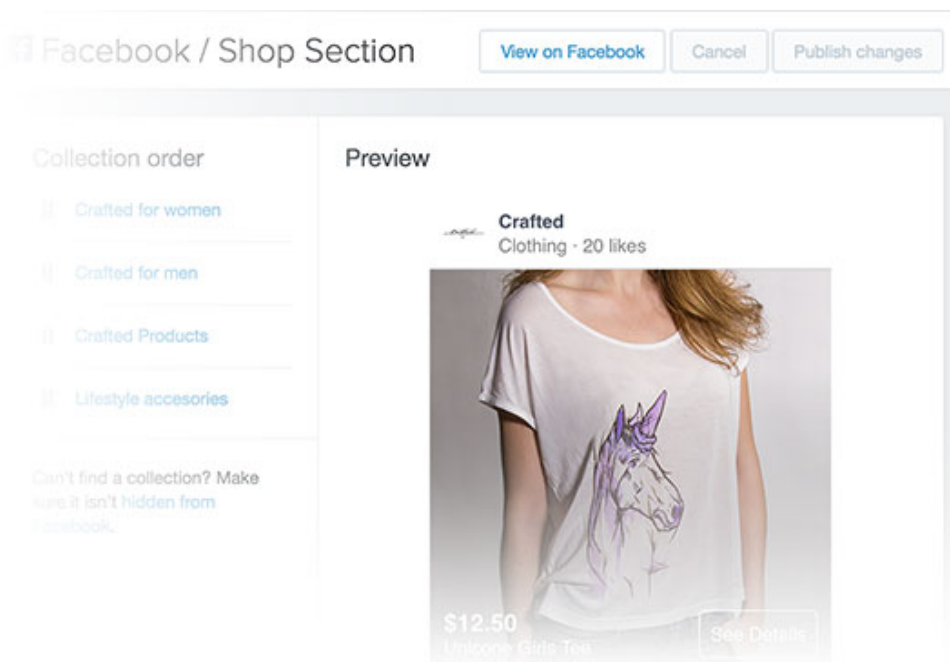 Facebook / Shop Section
View on Facebook
Cancel
Publish changes
Collection order
Crafted for women
Crafted for men
Crafted Products
Lifestyle accesories
Can't find a collection? Make
sure it isn't hidden from
Facebook.
Preview
Crafted
Clothing · 20 likes
$12.50
See Details
Unicone Girls Tee